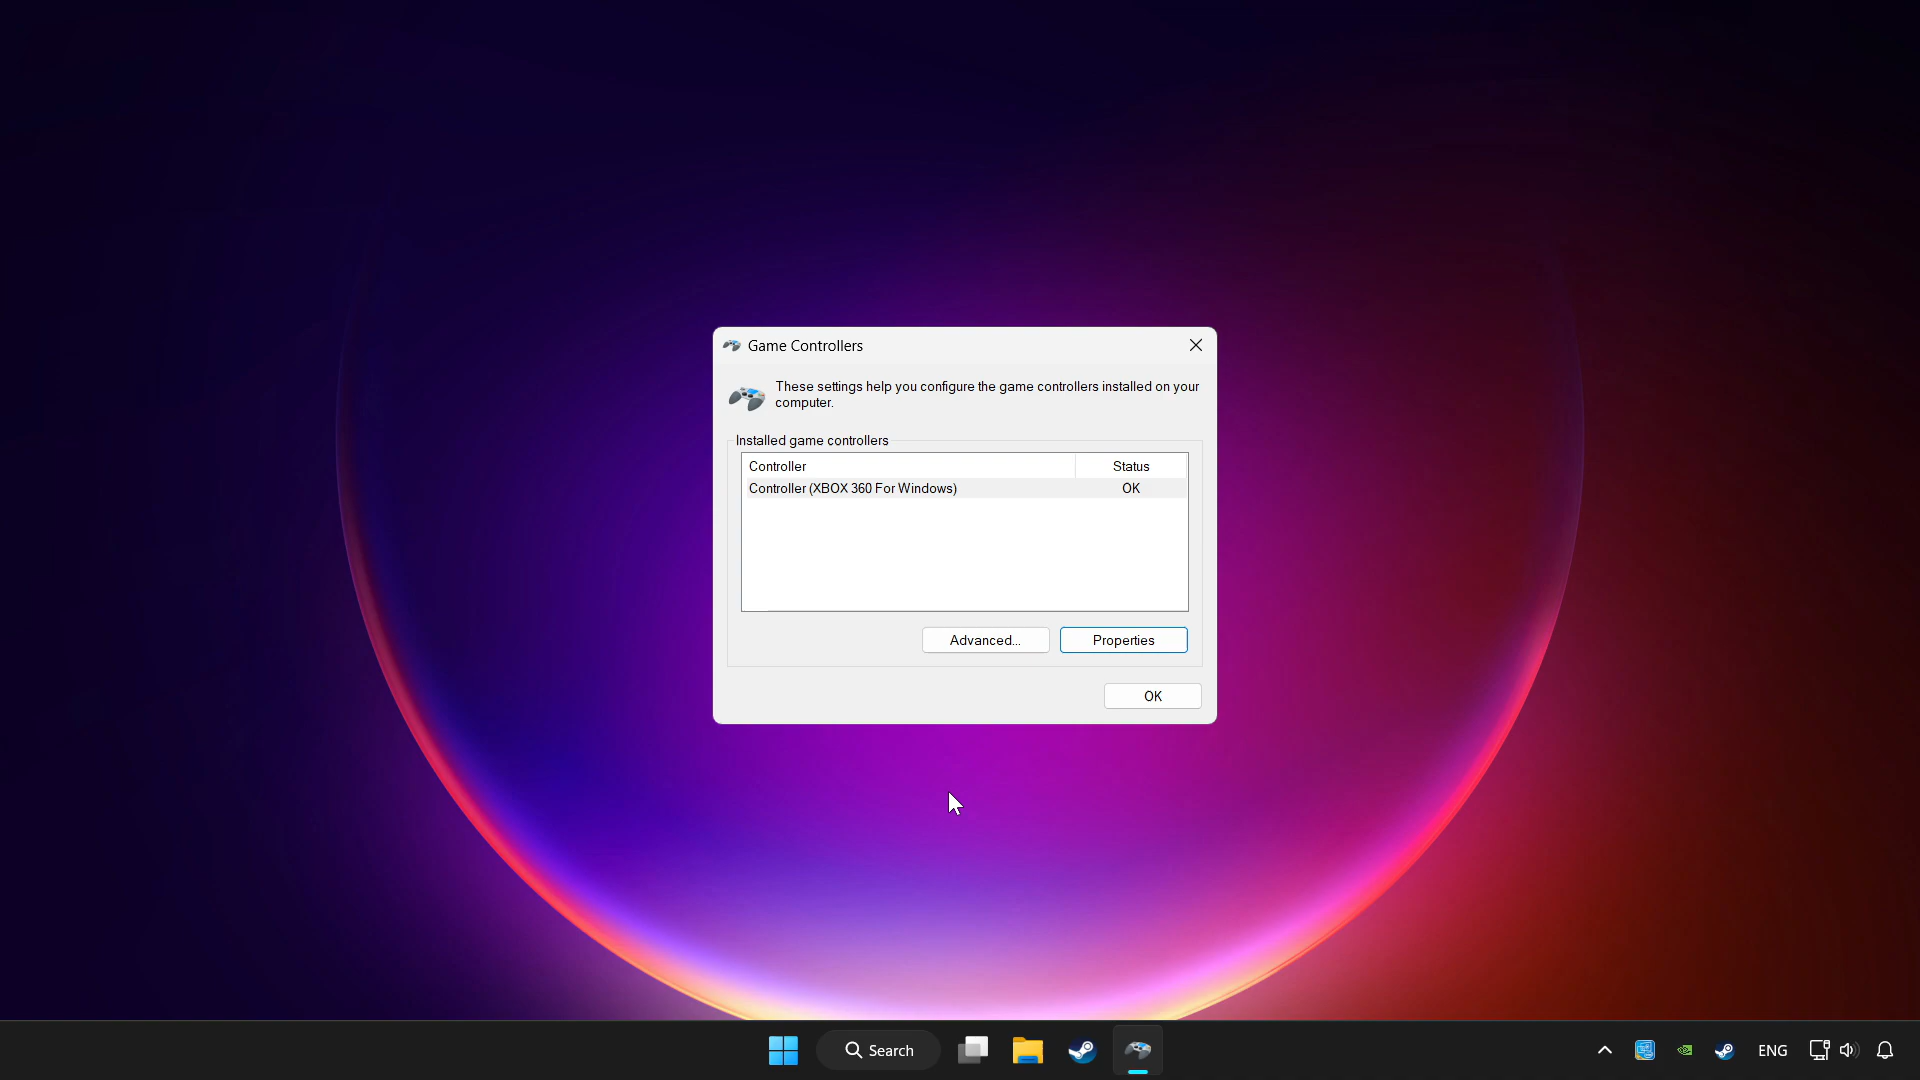 Game Controllers
These settings help you configure the game controllers installed on your
computer.
Installed game controllers
Controller Status
Controller (XBOX 360 For Windows) OK
Advanced... Properties
OK
Search
ENG